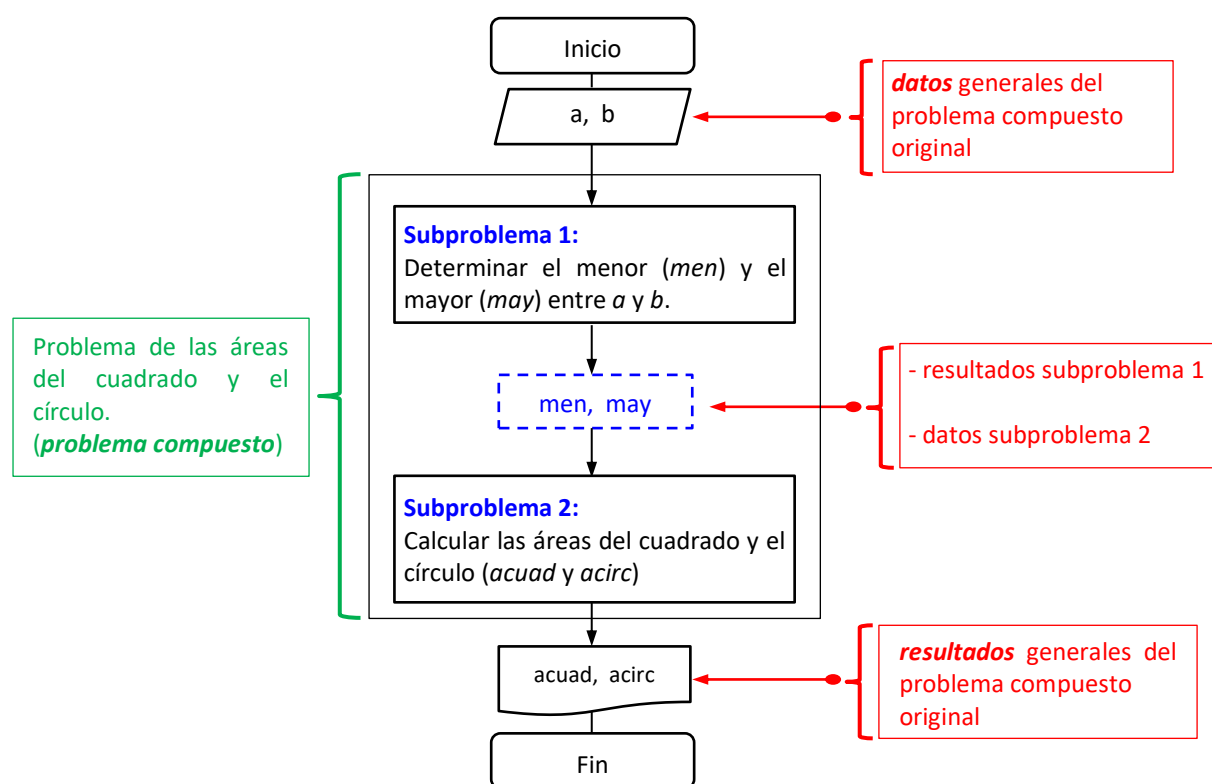 Inicio
a, b
datos generales del
problema compuesto
original
Subproblema 1:
Determinar el menor (men) y el
mayor (may) entre a y b.
Problema de las áreas
del cuadrado y el
círculo.
(problema compuesto)
men, may
- resultados subproblema 1
- datos subproblema 2
Subproblema 2:
Calcular las áreas del cuadrado y el
círculo (acuad y acirc)
acuad, acirc
resultados generales del
problema compuesto
original
Fin